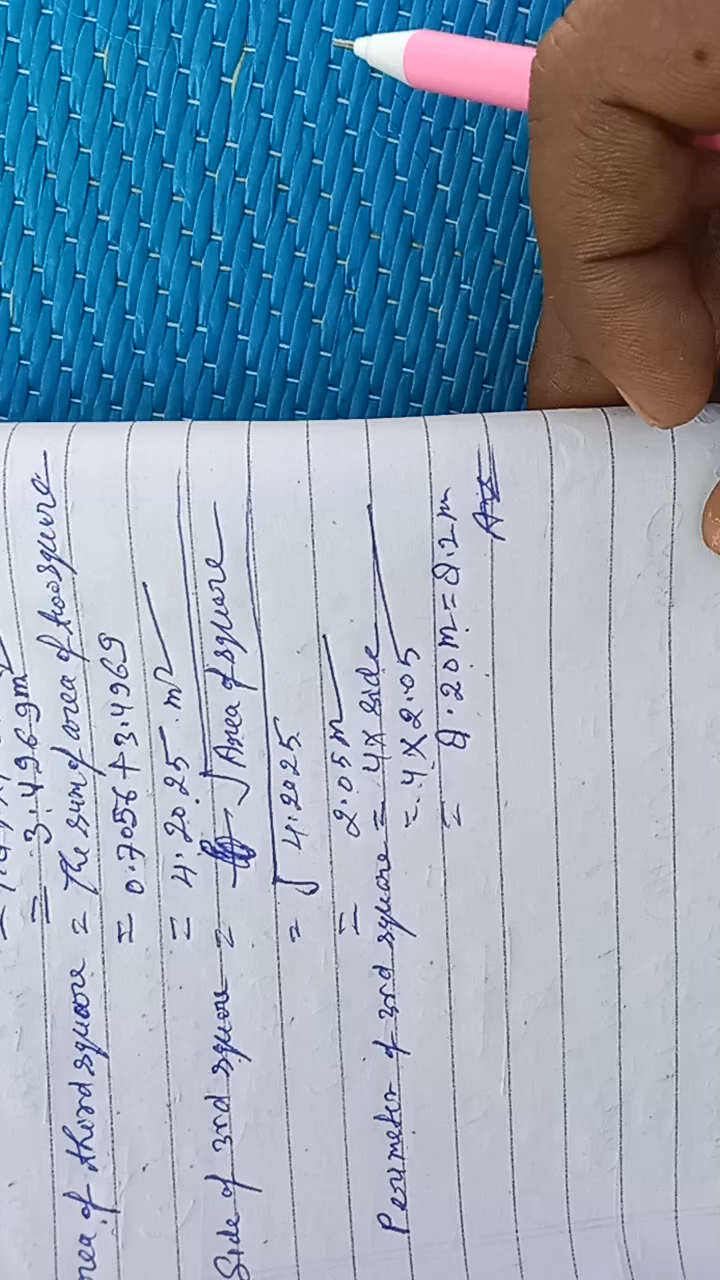 = 3.4969 m²
Area of third square = The sum of area of two square
= 0.7056 + 3.4969
= 4.2025 m²
Side of 3rd square = √Area of square
= √4.2025
= 2.05 m
Perimeter of 3rd square = 4 X side
= 4 X 2.05
= 8.20 m = 8.2 m
Ans